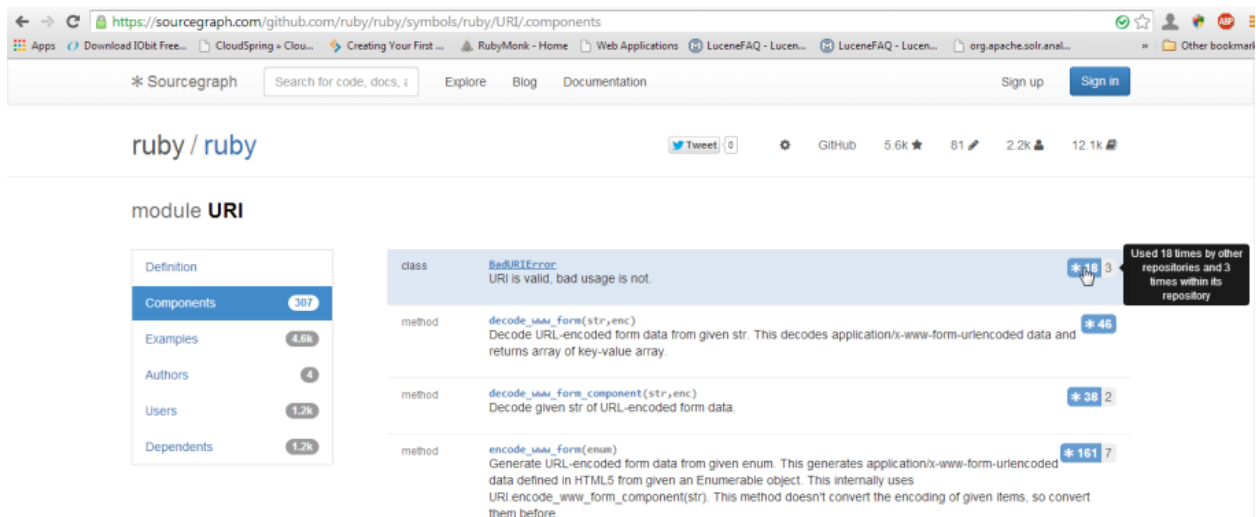 https://sourcegraph.com/github.com/ruby/ruby/symbols/ruby/URI/.components
Apps Download IObit Free... CloudSpring « Clou... Creating Your First ... RubyMonk - Home Web Applications LuceneFAQ - Lucen... LuceneFAQ - Lucen... org.apache.solr.anal... » Other bookmark
Sourcegraph Search for code, docs, Explore Blog Documentation Sign up Sign in
ruby / ruby Tweet 0 GitHub 5.6k 81 2.2k 12.1k
module URI
Definition
Components 307
Examples 4.6k
Authors 4
Users 1.2k
Dependents 1.2k
class BadURIError 18 3
URI is valid, bad usage is not.
Used 18 times by other
repositories and 3
times within its
repository
method decode_www_form(str,enc) 46
Decode URL-encoded form data from given str. This decodes application/x-www-form-urlencoded data and
returns array of key-value array.
method decode_www_form_component(str,enc) 38 2
Decode given str of URL-encoded form data.
method encode_www_form(enum) 161 7
Generate URL-encoded form data from given enum. This generates application/x-www-form-urlencoded
data defined in HTML5 from given an Enumerable object. This internally uses
URI.encode_www_form_component(str). This method doesn't convert the encoding of given items, so convert
them before